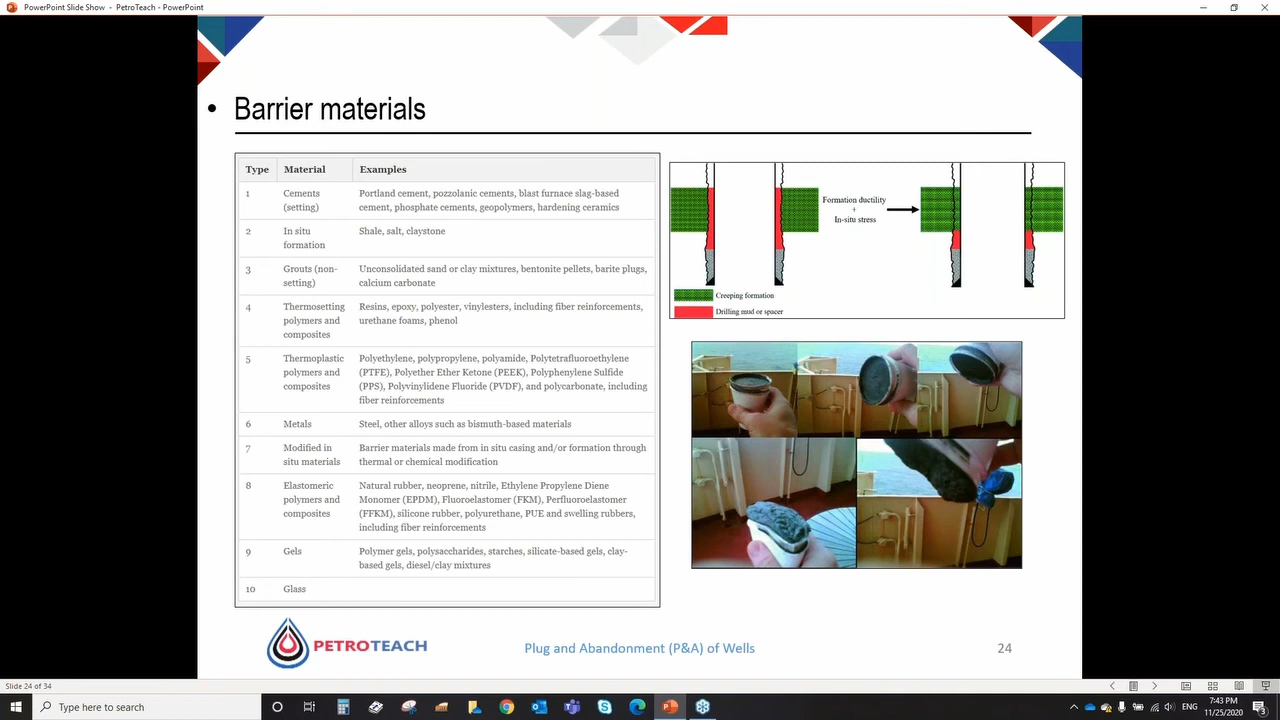 PowerPoint Slide Show - PetroTeach - PowerPoint
• Barrier materials
Type Material Examples
1 Cements (setting) Portland cement, pozzolanic cements, blast furnace slag-based
cement, phosphate cements, geopolymers, hardening ceramics
2 In situ formation Shale, salt, claystone
3 Grouts (non-setting) Unconsolidated sand or clay mixtures, bentonite pellets, barite plugs,
calcium carbonate
4 Thermosetting polymers and composites Resins, epoxy, polyester, vinylesters, including fiber reinforcements,
urethane foams, phenol
5 Thermoplastic polymers and composites Polyethylene, polypropylene, polyamide, Polytetrafluoroethylene
(PTFE), Polyether Ether Ketone (PEEK), Polyphenylene Sulfide
(PPS), Polyvinylidene Fluoride (PVDF), and polycarbonate, including
fiber reinforcements
6 Metals Steel, other alloys such as bismuth-based materials
7 Modified in situ materials Barrier materials made from in situ casing and/or formation through
thermal or chemical modification
8 Elastomeric polymers and composites Natural rubber, neoprene, nitrile, Ethylene Propylene Diene
Monomer (EPDM), Fluoroelastomer (FKM), Perfluoroelastomer
(FFKM), silicone rubber, polyurethane, PUE and swelling rubbers,
including fiber reinforcements
9 Gels Polymer gels, polysaccharides, starches, silicate-based gels, clay-
based gels, diesel/clay mixtures
10 Glass
Formation ductility
+
In-situ stress
Creeping formation
Drilling mud or spacer
PETROTEACH
Plug and Abandonment (P&A) of Wells
24
Slide 24 of 34
Type here to search
ENG
7:43 PM
11/25/2020
3